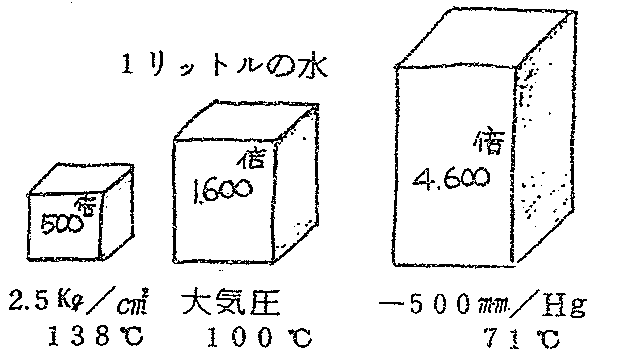 1リットルの水
500倍
1.600倍
4.600倍
2.5Kg/cm²
138℃
大気圧
100℃
-500mm/Hg
71℃